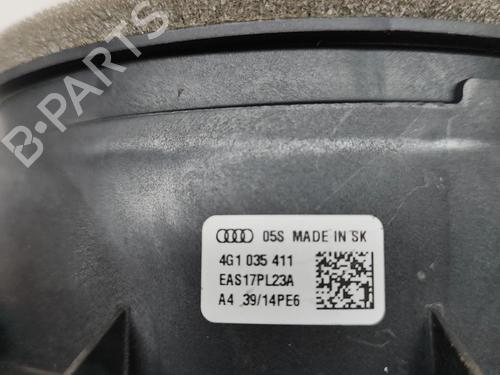 B-PARTS
05S MADE IN SK
4G1 035 411
EAS17PL23A
A4 39/14PE6